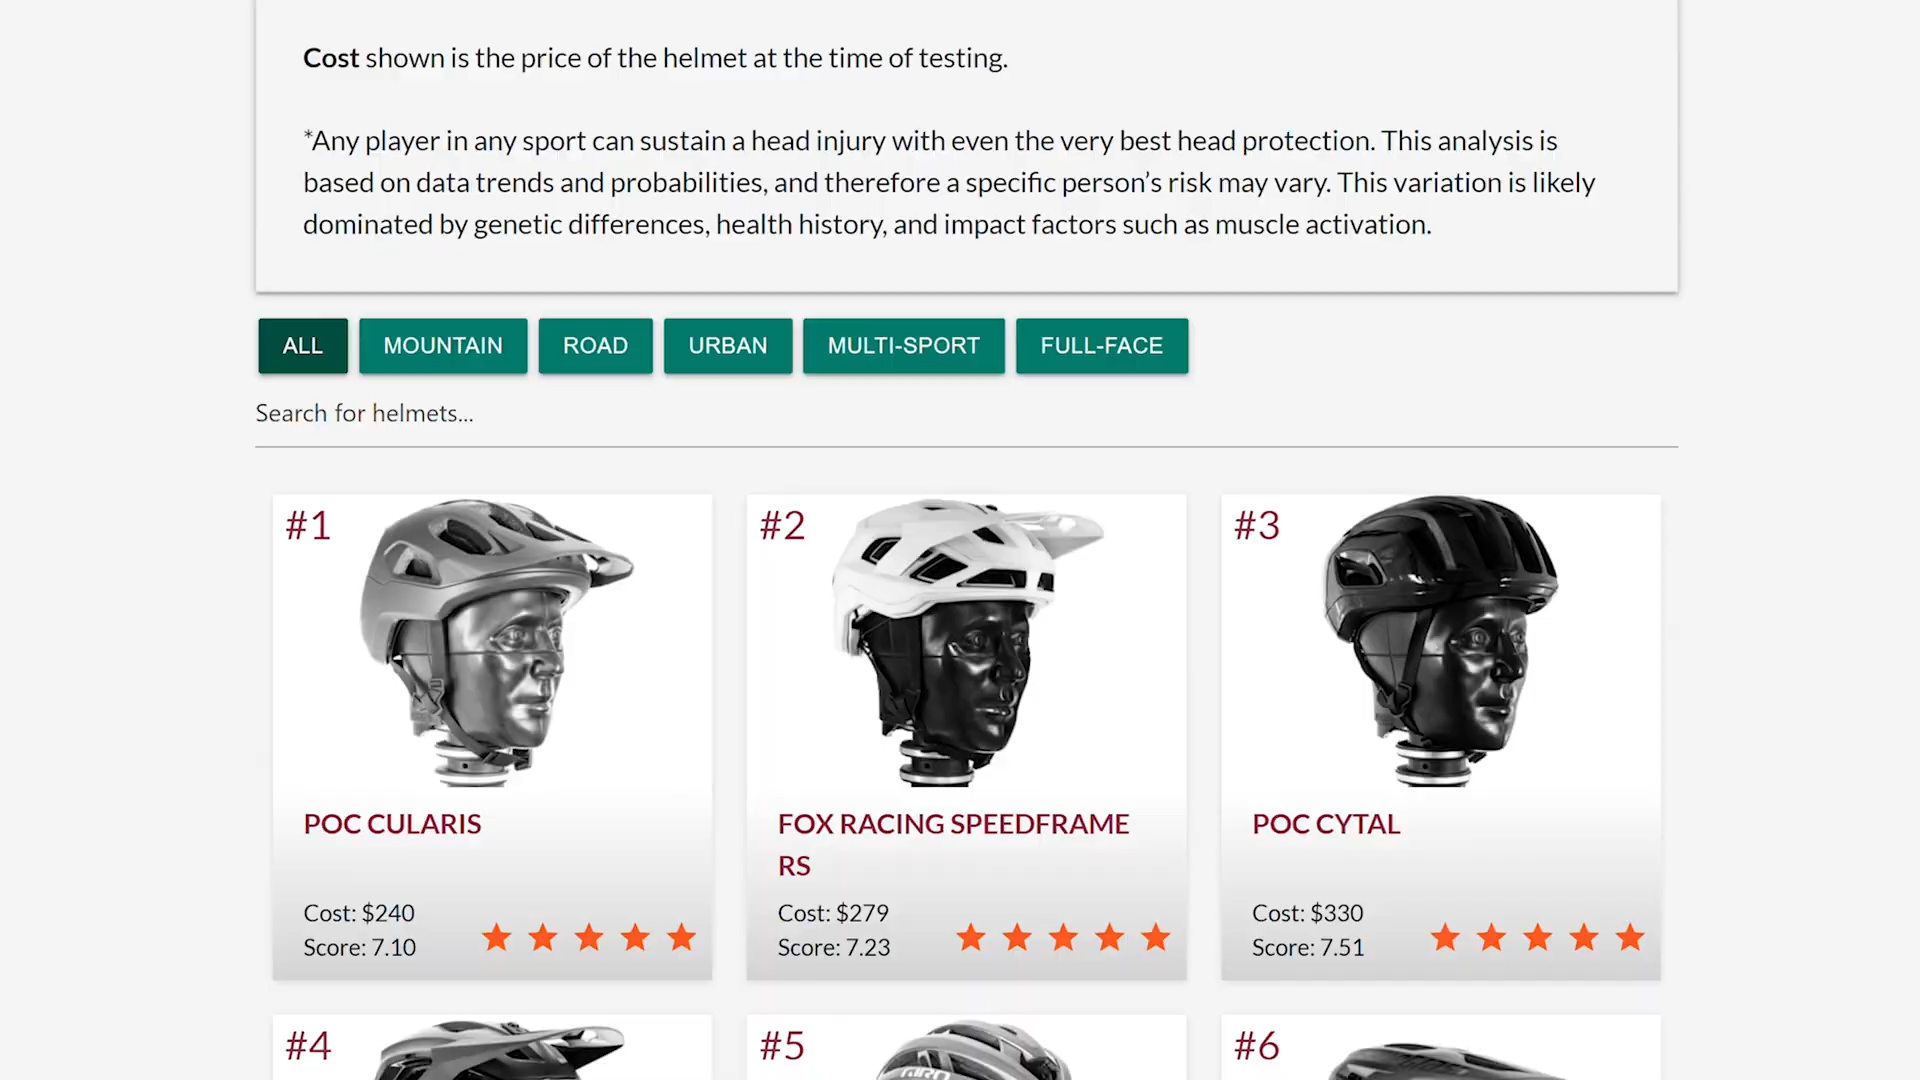 Cost shown is the price of the helmet at the time of testing.
*Any player in any sport can sustain a head injury with even the very best head protection. This analysis is
based on data trends and probabilities, and therefore a specific person’s risk may vary. This variation is likely
dominated by genetic differences, health history, and impact factors such as muscle activation.
ALL MOUNTAIN ROAD URBAN MULTI-SPORT FULL-FACE
Search for helmets...
#1 #2 #3
POC CULARIS
FOX RACING SPEEDFRAME
RS
POC CYTAL
Cost: $240
Score: 7.10
Cost: $279
Score: 7.23
Cost: $330
Score: 7.51
#4 #5 #6
GIRO